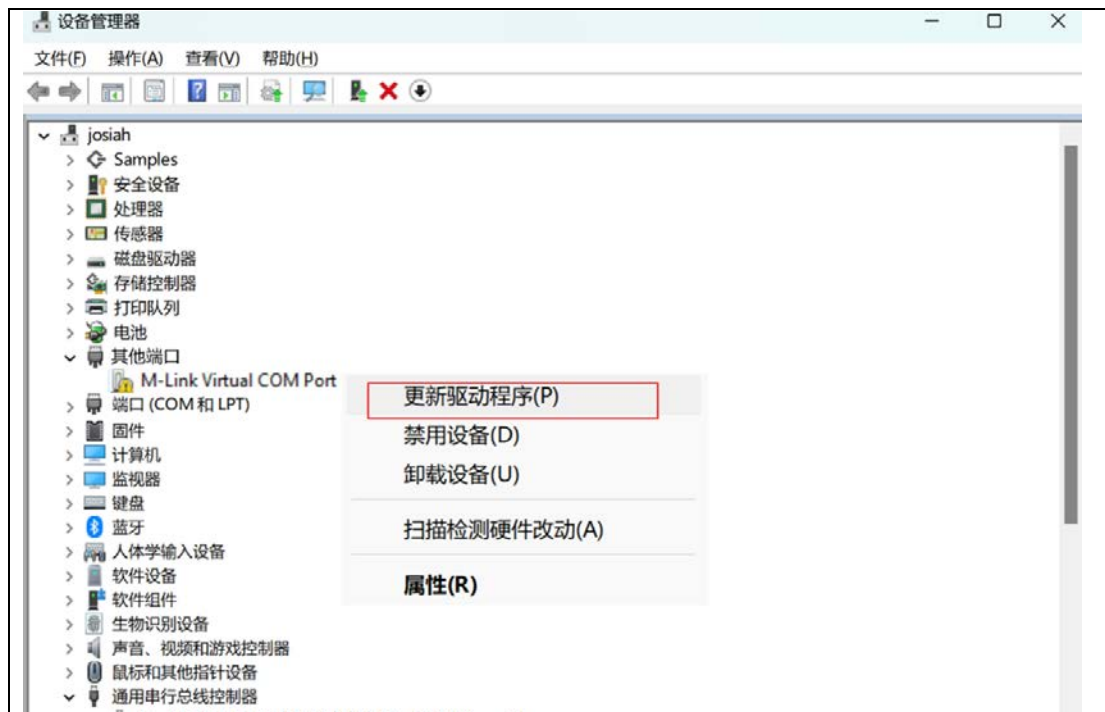 设备管理器
文件(F) 操作(A) 查看(V) 帮助(H)
josiah
Samples
安全设备
处理器
传感器
磁盘驱动器
存储控制器
打印队列
电池
其他端口
M-Link Virtual COM Port
端口 (COM 和 LPT)
固件
计算机
监视器
键盘
蓝牙
人体学输入设备
软件设备
软件组件
生物识别设备
声音、视频和游戏控制器
鼠标和其他指针设备
通用串行总线控制器
更新驱动程序(P)
禁用设备(D)
卸载设备(U)
扫描检测硬件改动(A)
属性(R)